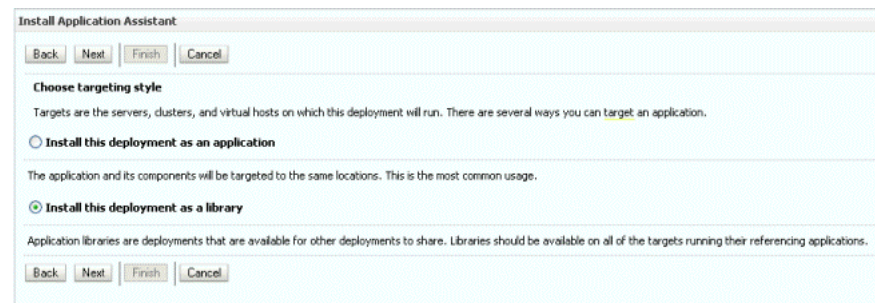 Install Application Assistant
Back Next Finish Cancel
Choose targeting style
Targets are the servers, clusters, and virtual hosts on which this deployment will run. There are several ways you can target an application.
Install this deployment as an application
The application and its components will be targeted to the same locations. This is the most common usage.
Install this deployment as a library
Application libraries are deployments that are available for other deployments to share. Libraries should be available on all of the targets running their referencing applications.
Back Next Finish Cancel